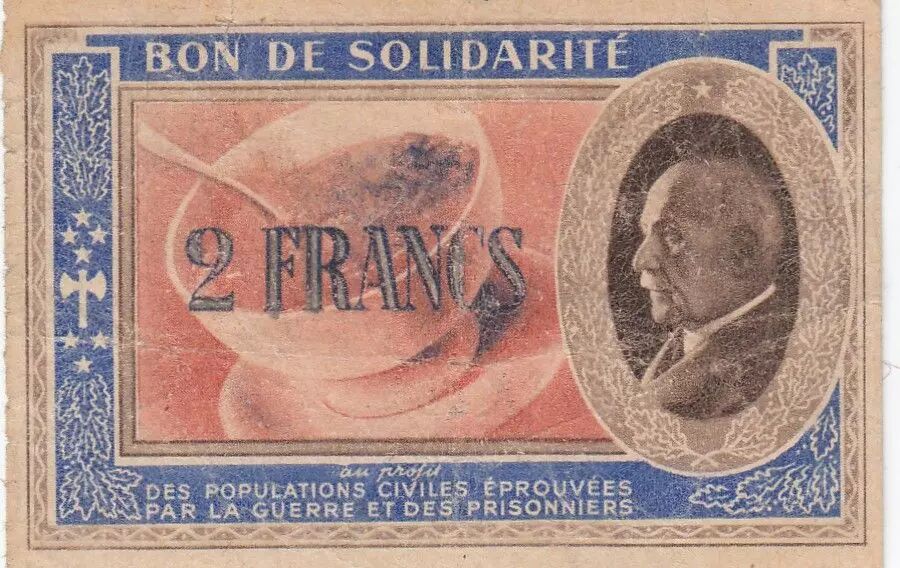 BON DE SOLIDARITÉ
2 FRANCS
au profit
DES POPULATIONS CIVILES ÉPROUVÉES
PAR LA GUERRE ET DES PRISONNIERS